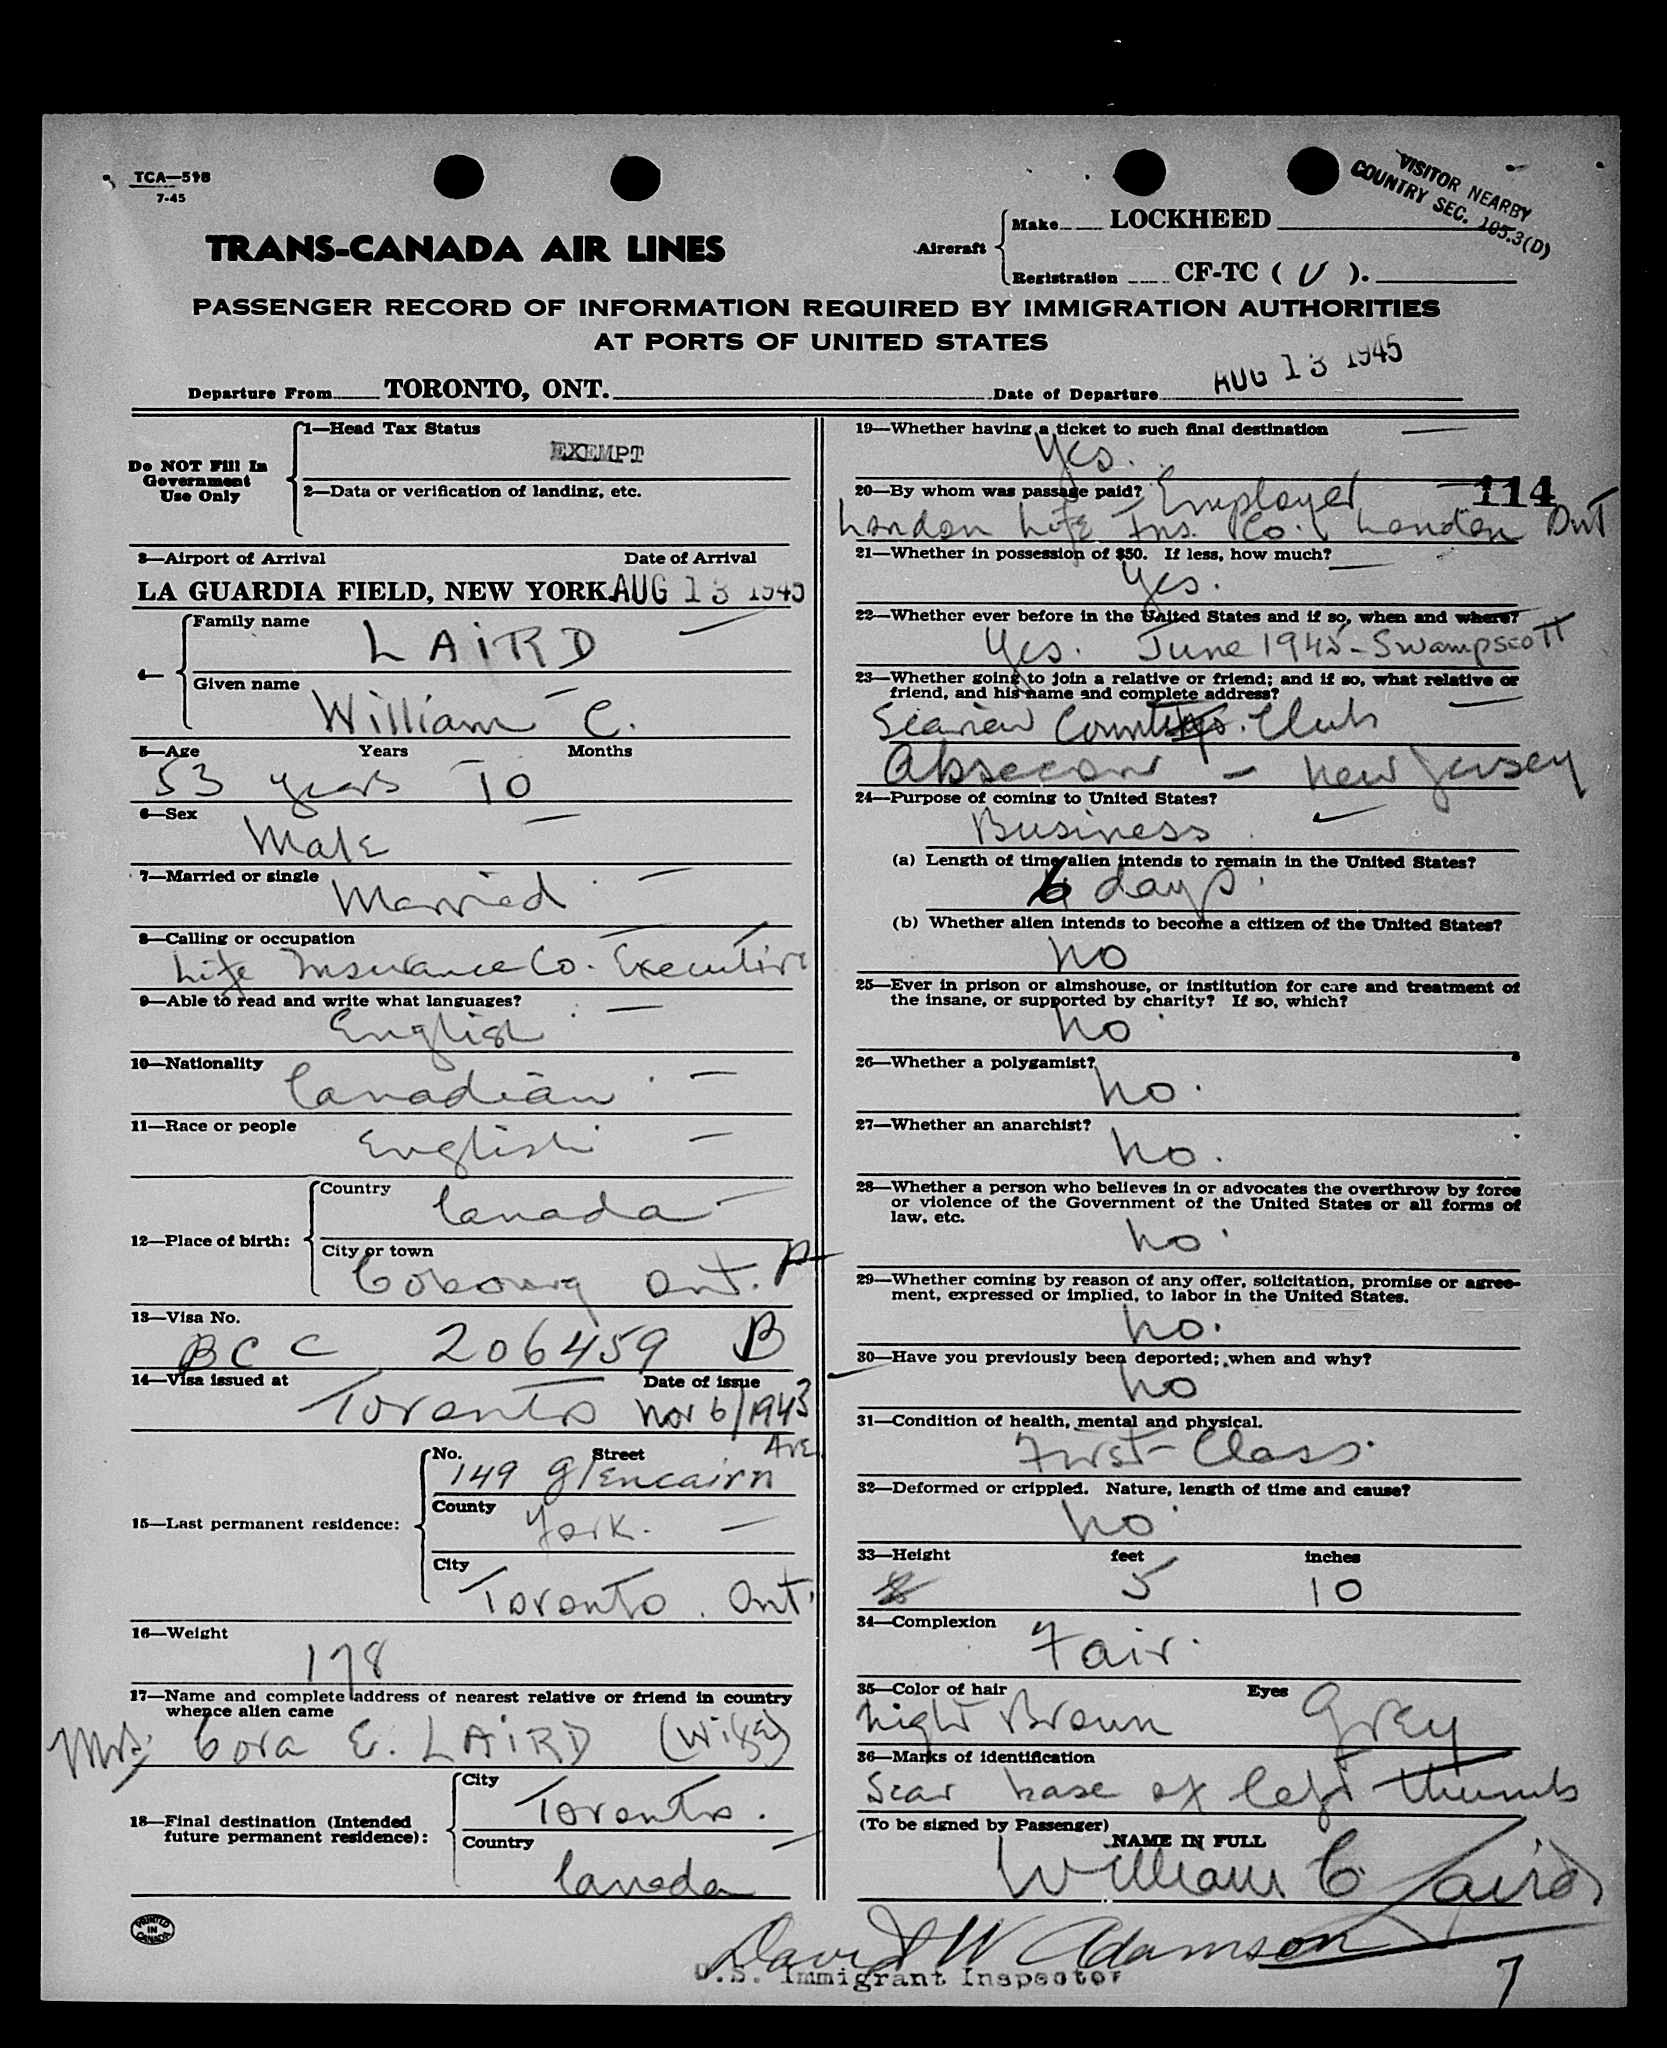 TCA—598
7-45
VISITOR NEARBY
COUNTRY SEC. 105.3(D)
TRANS-CANADA AIR LINES
Aircraft
Make LOCKHEED
Registration CF-TC ( U ).
PASSENGER RECORD OF INFORMATION REQUIRED BY IMMIGRATION AUTHORITIES
AT PORTS OF UNITED STATES
Departure From TORONTO, ONT. Date of Departure AUG 13 1945
Do NOT Fill In
Government
Use Only
1—Head Tax Status
EXEMPT
2—Data or verification of landing, etc.
3—Airport of Arrival Date of Arrival
LA GUARDIA FIELD, NEW YORK. AUG 13 1945
4—
Family name
LAIRD
Given name
William C.
5—Age Years Months
53 years 10
6—Sex
Male
7—Married or single
Married
8—Calling or occupation
Life Insurance Co. Executive
9—Able to read and write what languages?
English
10—Nationality
Canadian
11—Race or people
English
12—Place of birth:
Country
Canada
City or town
Cobourg Ont.
13—Visa No.
BCC 206459 B
14—Visa issued at Date of issue
Toronto Nov 6/1943
15—Last permanent residence:
No. Street
149 Glencairn Ave
County
York.
City
Toronto. Ont.
16—Weight
178
17—Name and complete address of nearest relative or friend in country
whence alien came
Mrs. Cora E. LAIRD (Wife)
18—Final destination (Intended
future permanent residence):
City
Toronto.
Country
Canada
PRINTED
IN
CANADA
19—Whether having a ticket to such final destination
Yes.
20—By whom was passage paid? Employer
114
London Life Ins. Co. London Ont
21—Whether in possession of $50. If less, how much?
Yes.
22—Whether ever before in the United States and if so, when and where?
Yes. June 1945 - Swampscott
23—Whether going to join a relative or friend; and if so, what relative or
friend, and his name and complete address?
Seaview Country Club
Absecon - New Jersey
24—Purpose of coming to United States?
Business
(a) Length of time alien intends to remain in the United States?
6 days.
(b) Whether alien intends to become a citizen of the United States?
No
25—Ever in prison or almshouse, or institution for care and treatment of
the insane, or supported by charity? If so, which?
No
26—Whether a polygamist?
No.
27—Whether an anarchist?
No.
28—Whether a person who believes in or advocates the overthrow by force
or violence of the Government of the United States or all forms of
law, etc.
No.
29—Whether coming by reason of any offer, solicitation, promise or agree-
ment, expressed or implied, to labor in the United States.
No.
30—Have you previously been deported; when and why?
No
31—Condition of health, mental and physical.
First-Class.
32—Deformed or crippled. Nature, length of time and cause?
No
33—Height feet inches
5 10
34—Complexion
Fair.
35—Color of hair Eyes
Light Brown Grey
36—Marks of identification
Scar base of left thumb
(To be signed by Passenger)
NAME IN FULL
William C Laird
David W Adamson
U.S. Immigrant Inspector
7